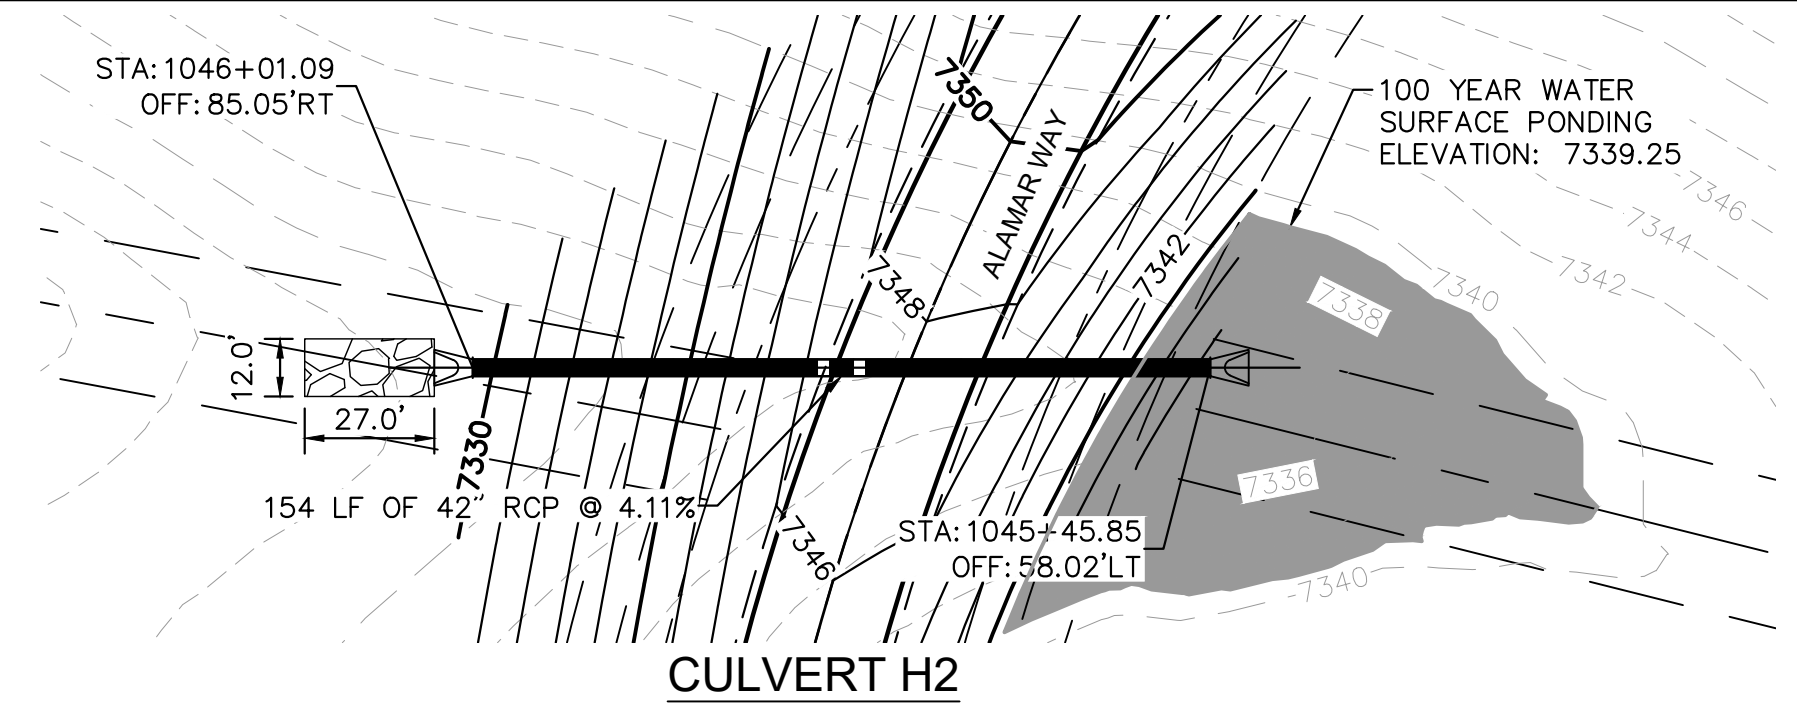 STA:1046+01.09
OFF:85.05'RT
7350
ALAMAR WAY
100 YEAR WATER
SURFACE PONDING
ELEVATION: 7339.25
7346
7344
7342
7340
7338
7342
7348
12.0'
27.0'
7330
154 LF OF 42" RCP @ 4.11%
7346
STA:1045+45.85
OFF:58.02'LT
7336
7340
CULVERT H2